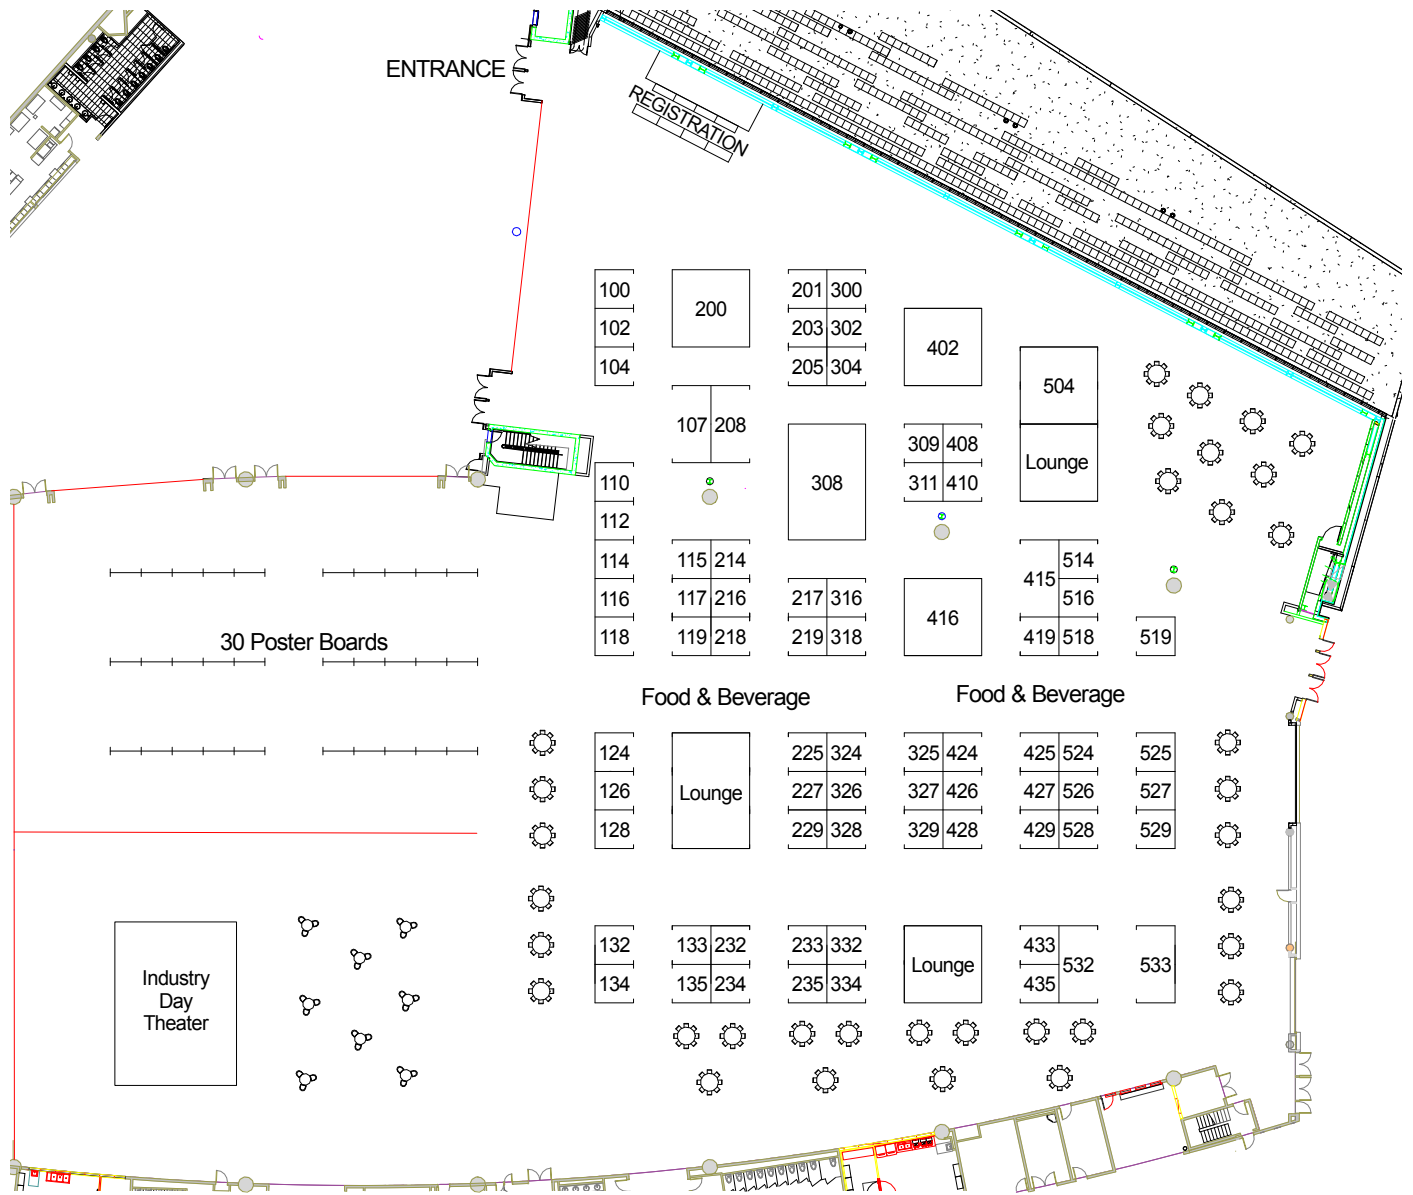 ENTRANCE
REGISTRATION
100 200 201 300
102 203 302 402
104 205 304 504
107 208 309 408
Lounge
110 308 311 410
112
114 115 214 415 514
116 117 216 217 316 416 516
118 119 218 219 318 419 518 519
30 Poster Boards
Food & Beverage Food & Beverage
124 225 324 325 424 425 524 525
126 Lounge 227 326 327 426 427 526 527
128 229 328 329 428 429 528 529
132 133 232 233 332 433
Lounge 532 533
134 135 234 235 334 435
Industry
Day
Theater